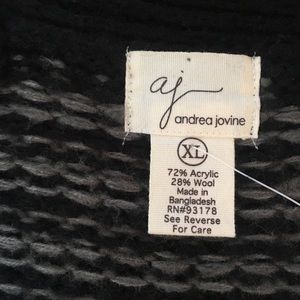 aj
andrea jovine
XL
72% Acrylic
28% Wool
Made in
Bangladesh
RN#93178
See Reverse
For Care